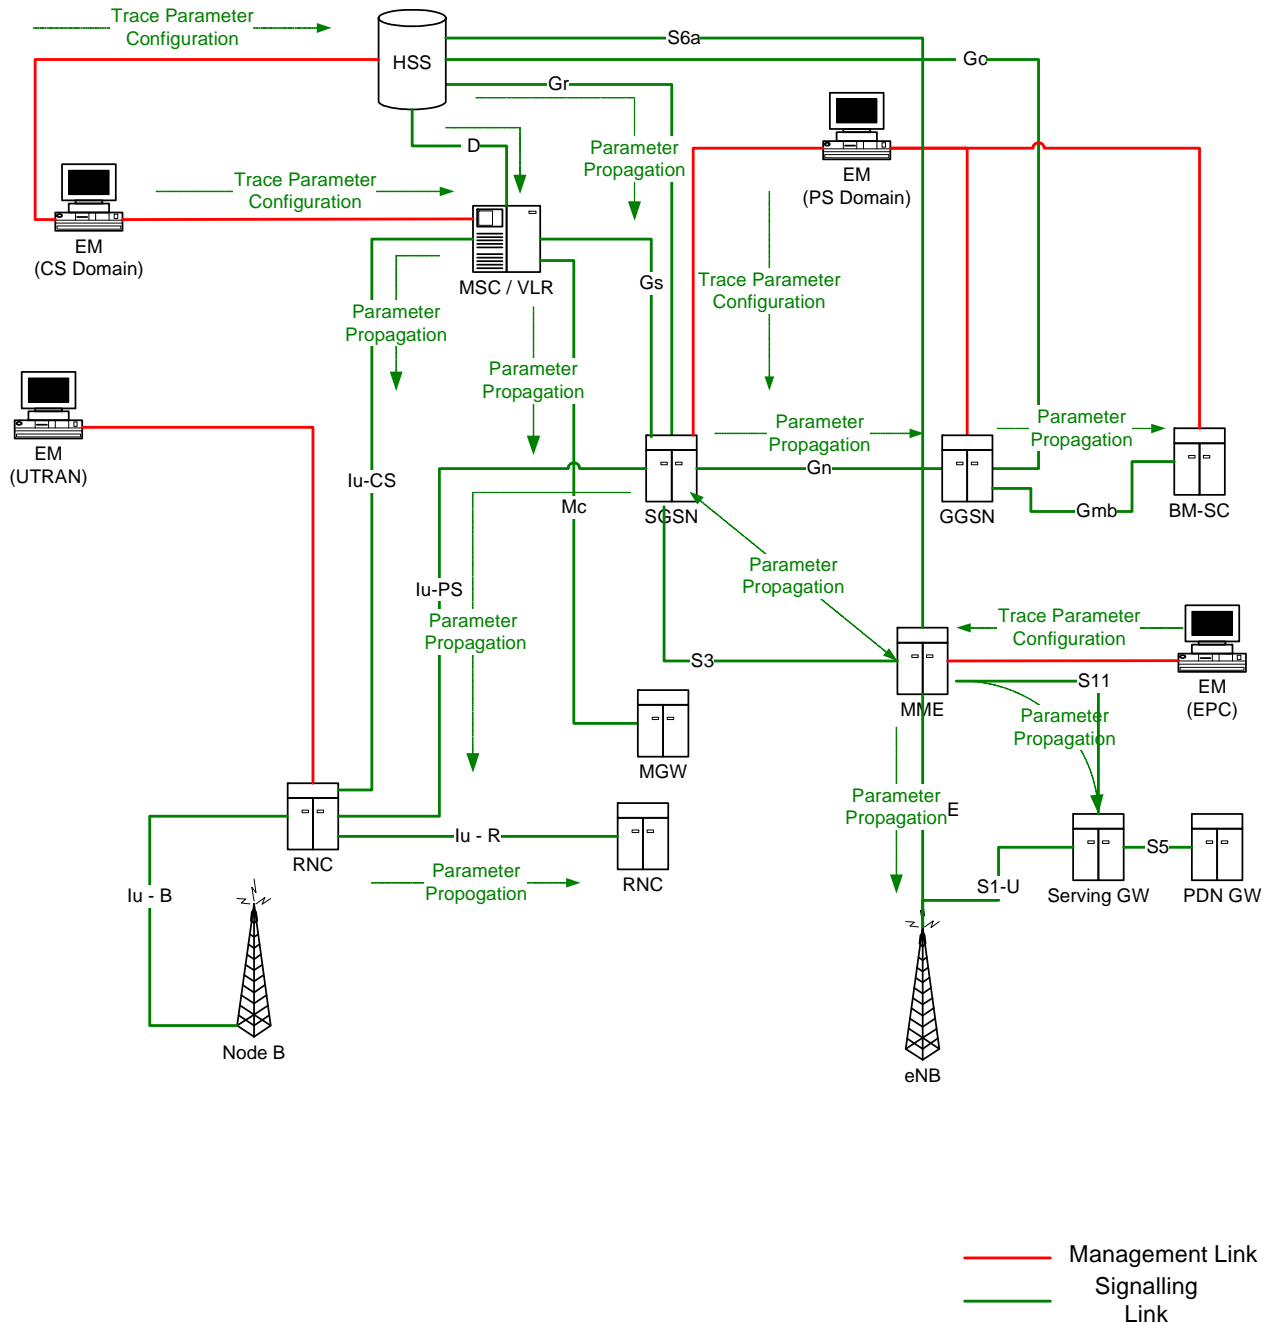 Trace Parameter
Configuration
HSS
S6a
Gc
Gr
D
Parameter
Propagation
EM
(PS Domain)
Trace Parameter
Configuration
EM
(CS Domain)
MSC / VLR
Gs
Trace Parameter
Configuration
Parameter
Propagation
Parameter
Propagation
EM
(UTRAN)
Iu-CS
Parameter
Propagation
Parameter
Propagation
Gn
Mc
SGSN
GGSN
Gmb
BM-SC
Iu-PS
Parameter
Propagation
Parameter
Propagation
Trace Parameter
Configuration
S3
MME
S11
EM
(EPC)
Parameter
Propagation
MGW
Parameter
Propagation
E
Iu - R
RNC
Parameter
Propogation
RNC
S5
S1-U
Serving GW
PDN GW
Iu - B
Node B
eNB
Management Link
Signalling
Link